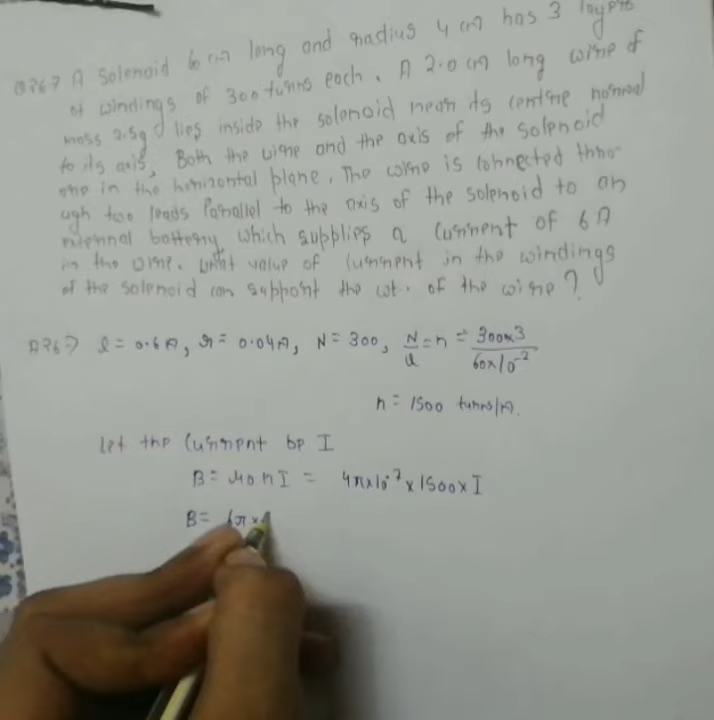 Q26> A Solenoid 60 cm long and radius 4 cm has 3 layers
of windings of 300 turns each. A 2.0 cm long wire of
mass 2.5g lies inside the solenoid near its centre normal
to its axis, Both the wire and the axis of the solenoid
are in the horizontal plane. The wire is connected thro-
ugh two leads Parallel to the axis of the solenoid to an
external battery which supplies a Current of 6 A
in the wire. What value of Current in the windings
of the solenoid can support the wt. of the wire?
A26> l = 0.6 m, r = 0.04 m, N = 300, N/l = n = 300×3/60×10⁻²
n = 1500 turns/m.
Let the Current be I
B = μ0 n I = 4π×10⁻⁷ × 1500 × I
B = 6π ×